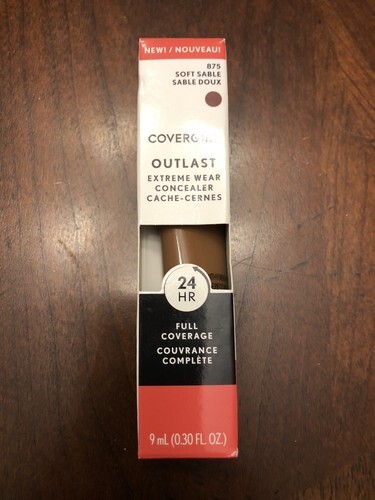 NEW! / NOUVEAU!
875
SOFT SABLE
SABLE DOUX
OUTLAST
EXTREME WEAR
CONCEALER
CACHE-CERNES
24
HR
FULL
COVERAGE
COUVRANCE
COMPLÈTE
9 mL (0.30 FL. OZ.)